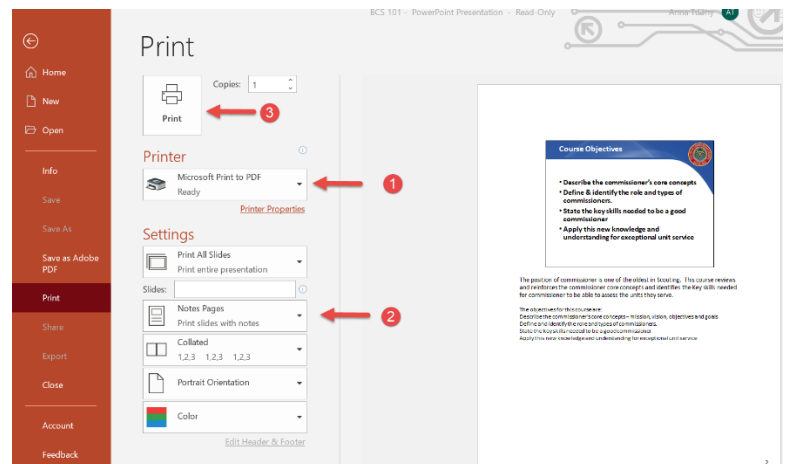 BCS 101 - PowerPoint Presentation - Read-Only
Anna Toany
AT
Print
Home
New
Open
Info
Save
Save As
Save as Adobe
PDF
Print
Share
Export
Close
Account
Feedback
Copies: 1
Print
3
Printer
Microsoft Print to PDF
Ready
1
Printer Properties
Settings
Print All Slides
Print entire presentation
Slides:
Notes Pages
Print slides with notes
2
Collated
1,2,3 1,2,3 1,2,3
Portrait Orientation
Color
Edit Header & Footer
Course Objectives
• Describe the commissioner's core concepts
• Define & identify the role and types of
commissioners.
• State the key skills needed to be a good
commissioner
• Apply this new knowledge and
understanding for exceptional unit service
The position of commissioner is one of the oldest in Scouting. This course reviews
and reinforces the commissioner core concepts and identifies the Key skills needed
for commissioner to be able to assess the units they serve.
The objectives for this course are:
Describe the commissioner's core concepts – mission, vision, objectives and goals
Define and identify the role and types of commissioners.
State the key skills needed to be a good commissioner
Apply this new knowledge and understanding for exceptional unit service